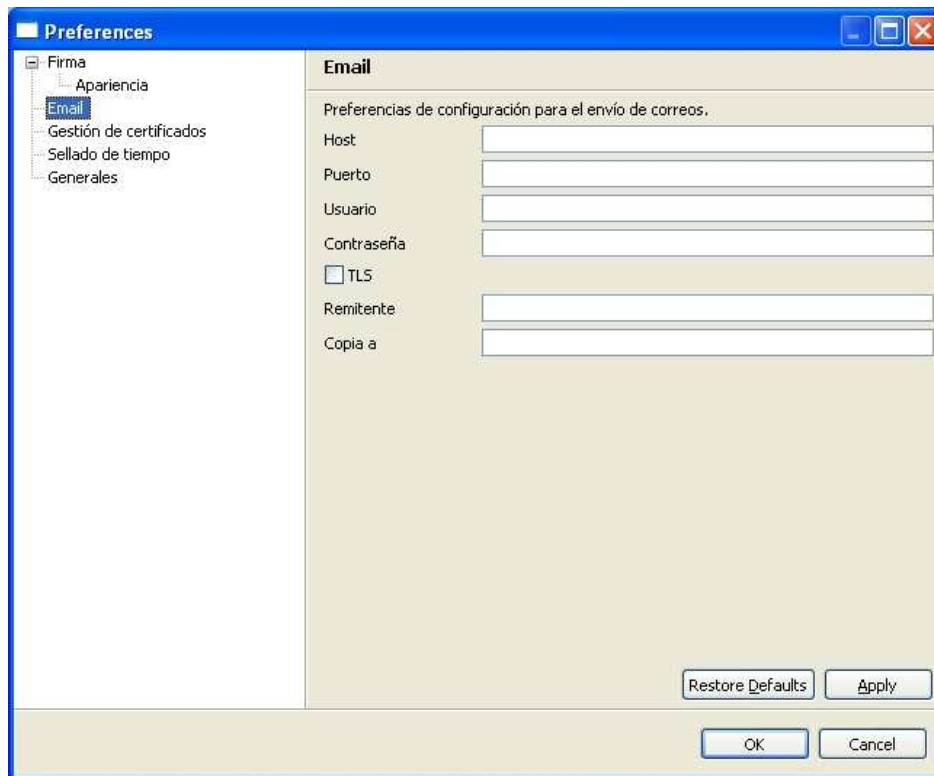 Preferences
Firma
Apariencia
Email
Gestión de certificados
Sellado de tiempo
Generales
Email
Preferencias de configuración para el envío de correos.
Host
Puerto
Usuario
Contraseña
TLS
Remitente
Copia a
Restore Defaults
Apply
OK
Cancel